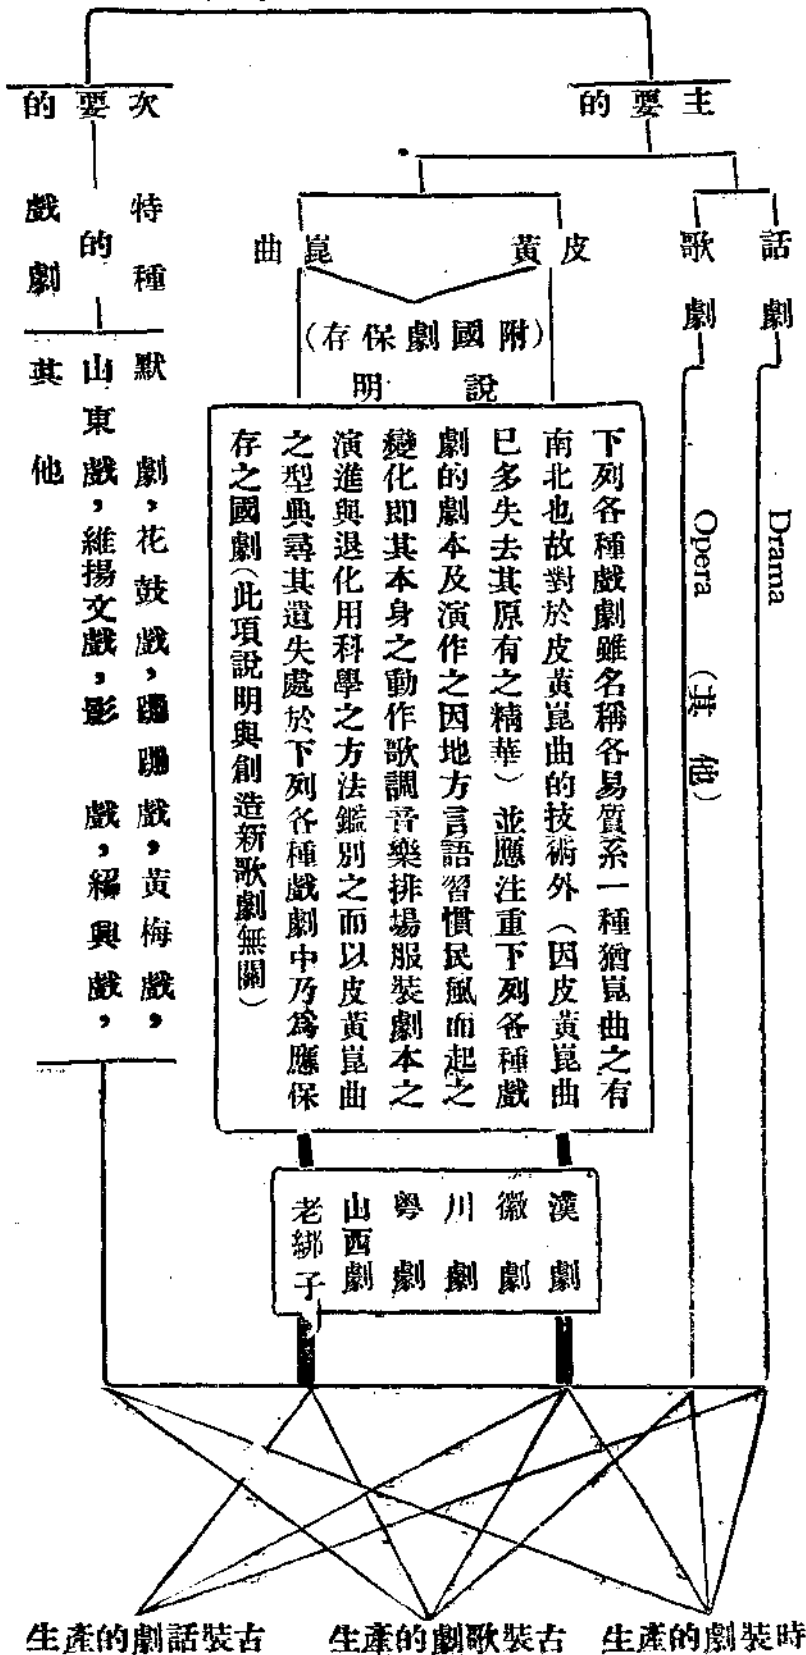 主要的
次要的
話劇
歌劇
皮黃
崑曲
特種
的
戲劇
Drama
Opera (其他)
(附國劇保存)
說明
下列各種戲劇雖名稱各易質系一種猶崑曲之有
南北也故對於皮黃崑曲的技術外(因皮黃崑曲
已多失去其原有之精華)並應注重下列各種戲
劇的劇本及演作之因地方言語習慣民風而起之
變化即其本身之動作歌調音樂排場服裝劇本之
演進與退化用科學之方法鑑別之而以皮黃崑曲
之型典尋其遺失處於下列各種戲劇中乃為應保
存之國劇(此項說明與創造新歌劇無關)
默劇,花鼓戲,蹦蹦戲,黃梅戲,
山東戲,維揚文戲,影戲,紹興戲,
其他
漢劇
徽劇
川劇
粵劇
山西劇
老綁子
時裝劇的產生
古裝歌劇的產生
古裝話劇的產生